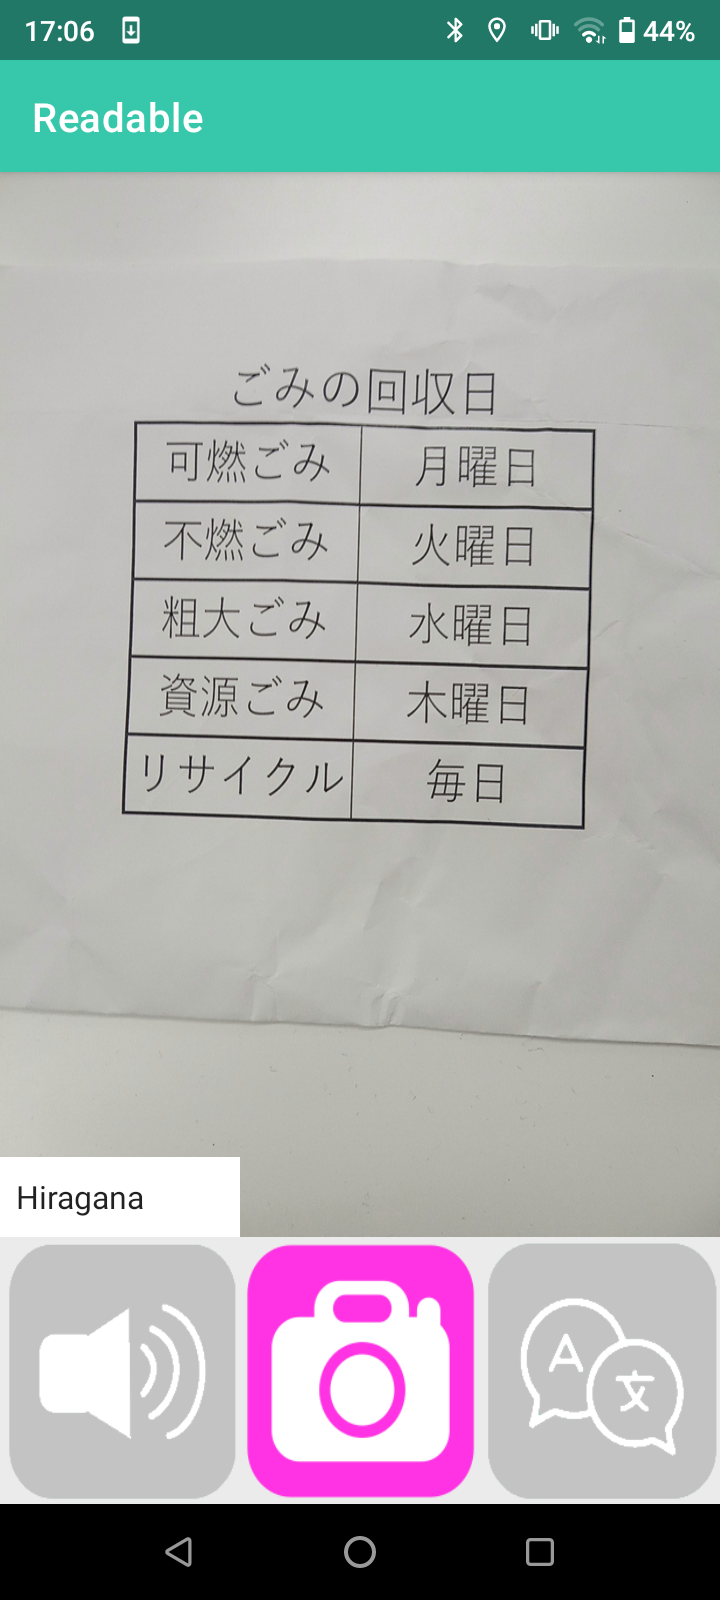 17:06 44%
Readable
ごみの回収日
可燃ごみ 月曜日
不燃ごみ 火曜日
粗大ごみ 水曜日
資源ごみ 木曜日
リサイクル 毎日
Hiragana
A 文